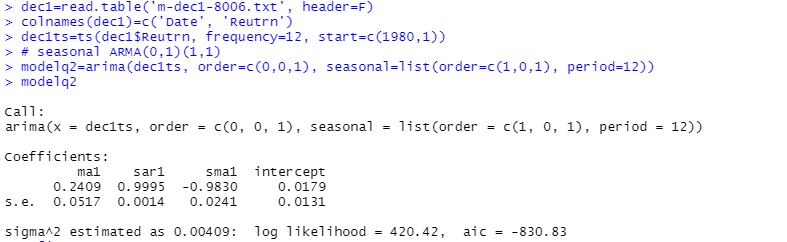 > dec1=read.table('m-dec1-8006.txt', header=F)
> colnames(dec1)=c('Date', 'Reutrn')
> dec1ts=ts(dec1$Reutrn, frequency=12, start=c(1980,1))
> # seasonal ARMA(0,1)(1,1)
> modelq2=arima(dec1ts, order=c(0,0,1), seasonal=list(order=c(1,0,1), period=12))
> modelq2
Call:
arima(x = dec1ts, order = c(0, 0, 1), seasonal = list(order = c(1, 0, 1), period = 12))
Coefficients:
ma1 sar1 sma1 intercept
0.2409 0.9995 -0.9830 0.0179
s.e. 0.0517 0.0014 0.0241 0.0131
sigma^2 estimated as 0.00409: log likelihood = 420.42, aic = -830.83